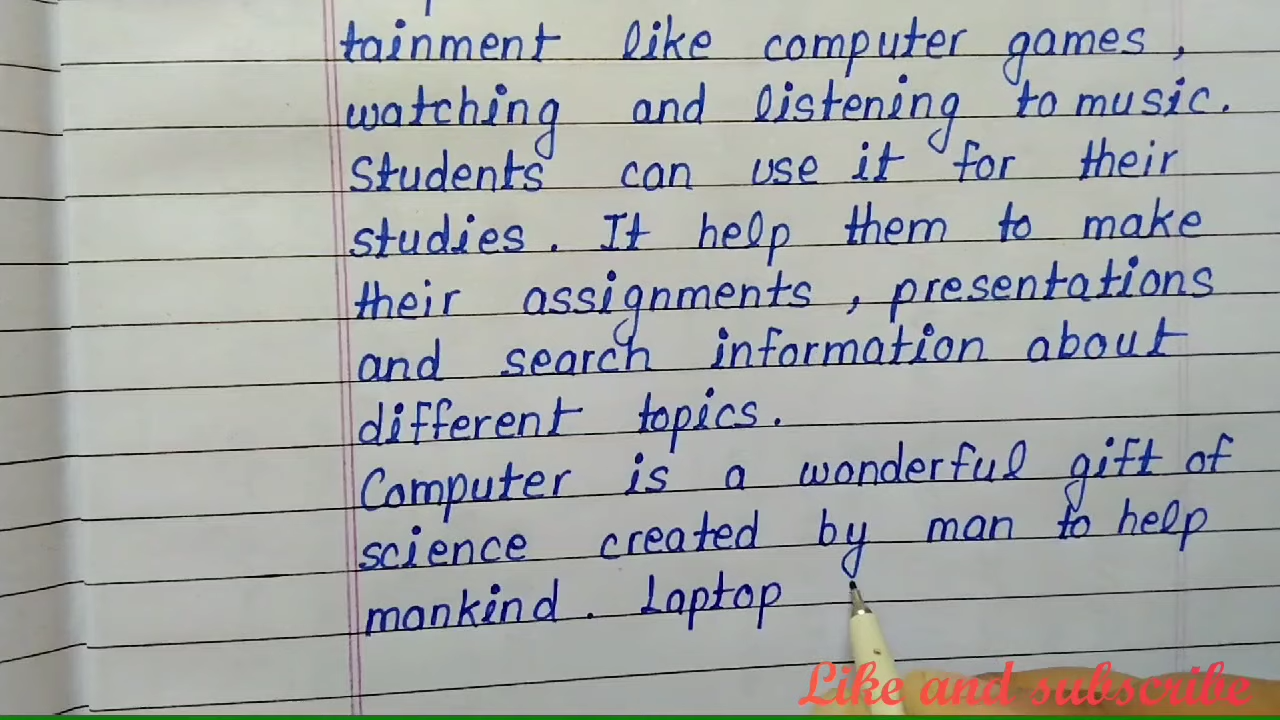 tainment like computer games,
watching and listening to music.
Students can use it for their
studies. It help them to make
their assignments, presentations
and search information about
different topics.
Computer is a wonderful gift of
science created by man to help
mankind. Laptop
Like and subscribe